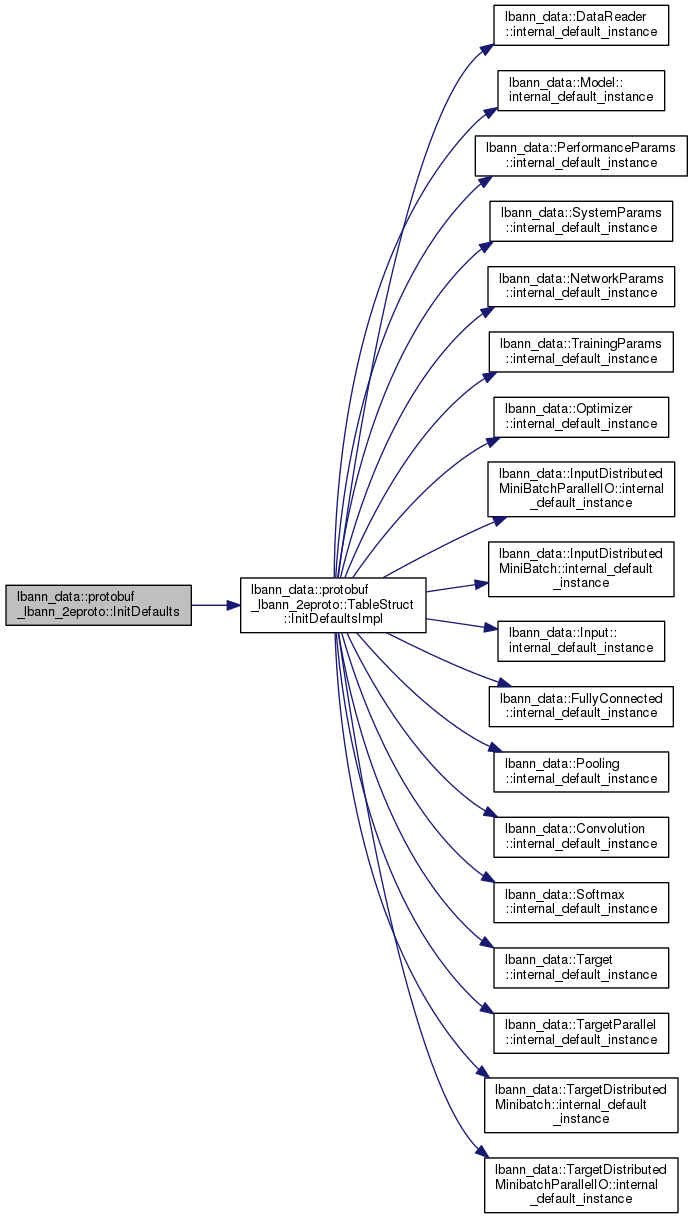 lbann_data::DataReader
::internal_default_instance
lbann_data::Model::
internal_default_instance
lbann_data::PerformanceParams
::internal_default_instance
lbann_data::SystemParams
::internal_default_instance
lbann_data::NetworkParams
::internal_default_instance
lbann_data::TrainingParams
::internal_default_instance
lbann_data::Optimizer
::internal_default_instance
lbann_data::InputDistributed
MiniBatchParallelIO::internal
_default_instance
lbann_data::InputDistributed
MiniBatch::internal_default
_instance
lbann_data::protobuf
_lbann_2eproto::InitDefaults
lbann_data::protobuf
_lbann_2eproto::TableStruct
::InitDefaultsImpl
lbann_data::Input::
internal_default_instance
lbann_data::FullyConnected
::internal_default_instance
lbann_data::Pooling
::internal_default_instance
lbann_data::Convolution
::internal_default_instance
lbann_data::Softmax
::internal_default_instance
lbann_data::Target
::internal_default_instance
lbann_data::TargetParallel
::internal_default_instance
lbann_data::TargetDistributed
Minibatch::internal_default
_instance
lbann_data::TargetDistributed
MinibatchParallelIO::internal
_default_instance